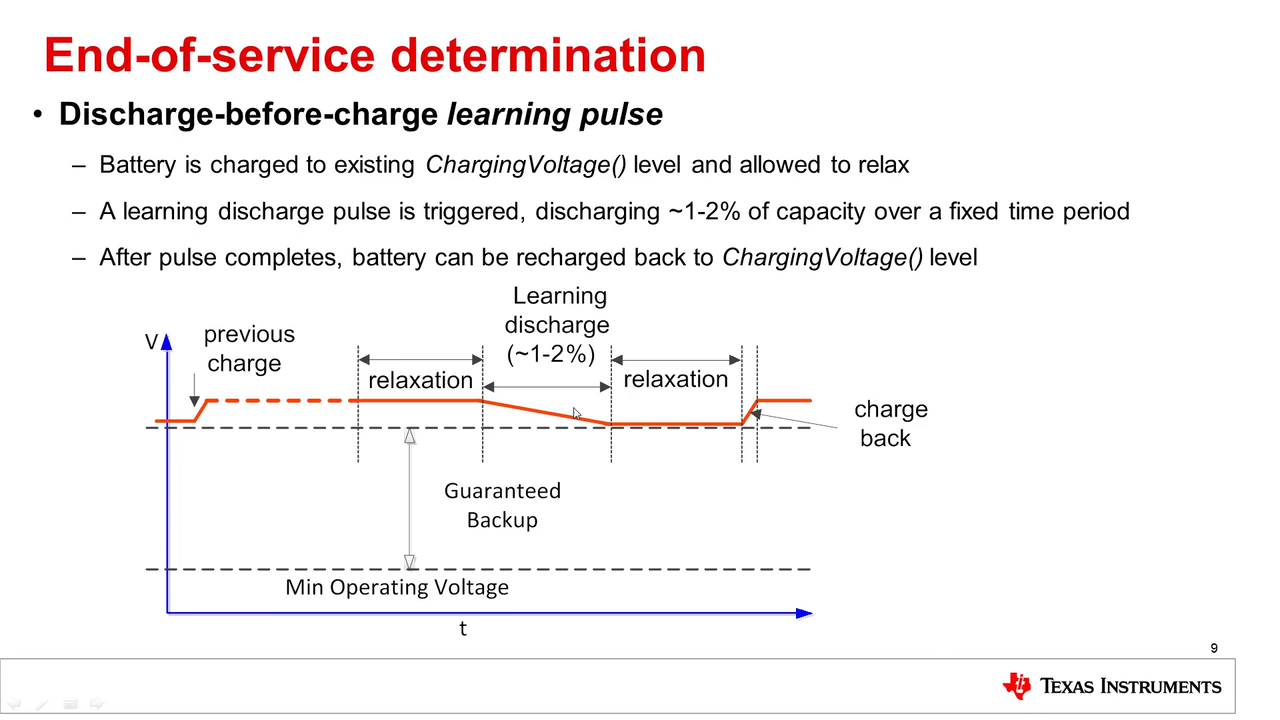 End-of-service determination
• Discharge-before-charge learning pulse
– Battery is charged to existing ChargingVoltage() level and allowed to relax
– A learning discharge pulse is triggered, discharging ~1-2% of capacity over a fixed time period
– After pulse completes, battery can be recharged back to ChargingVoltage() level
Learning
discharge
(~1-2%)
V
previous
charge
relaxation
relaxation
charge
back
Guaranteed
Backup
Min Operating Voltage
t
9
TEXAS INSTRUMENTS